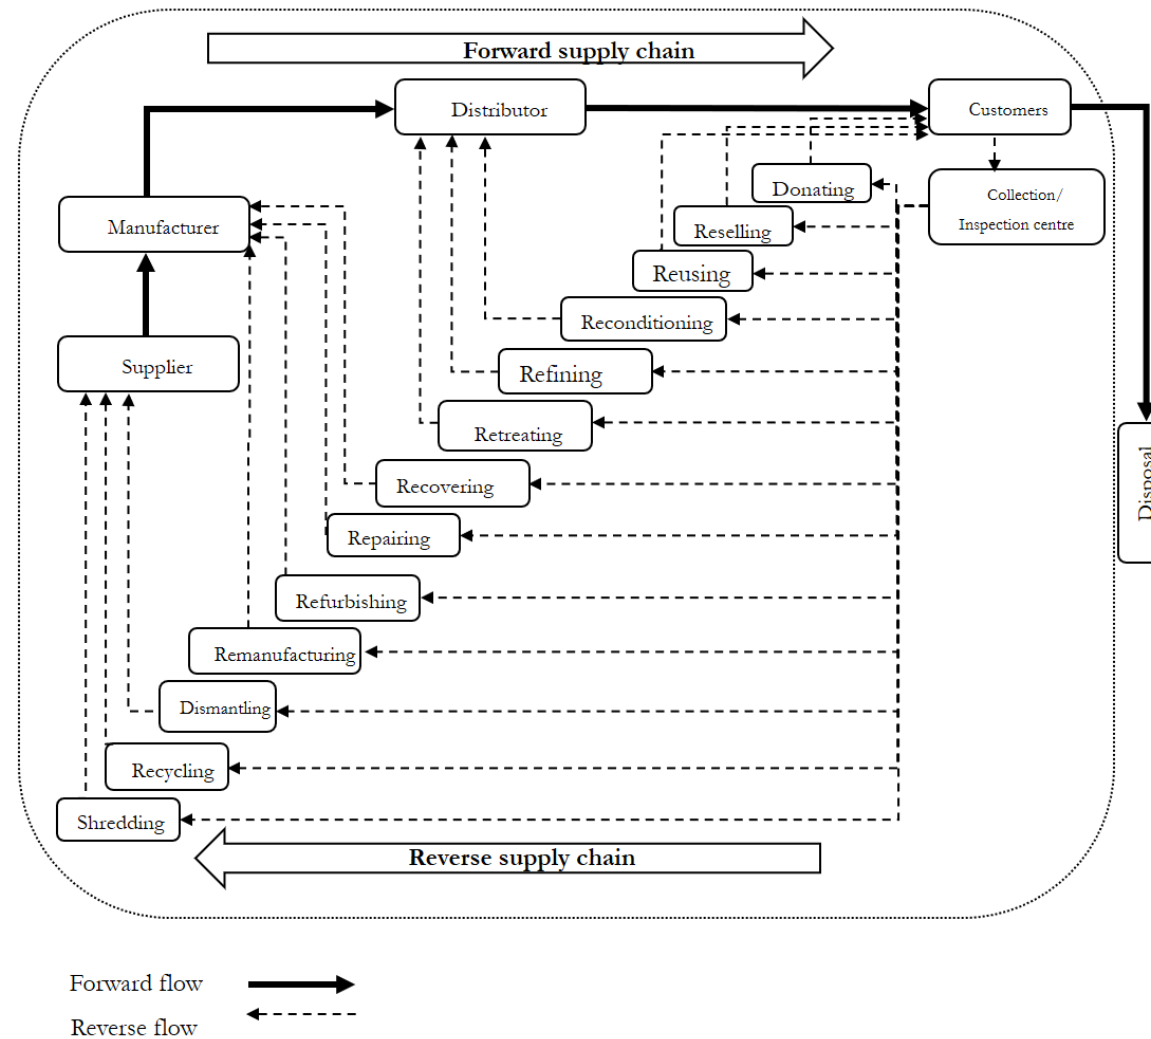 Forward supply chain
Distributor
Customers
Donating
Collection/
Inspection centre
Manufacturer
Reselling
Reusing
Reconditioning
Supplier
Refining
Retreating
Disposal
Recovering
Repairing
Refurbishing
Remanufacturing
Dismantling
Recycling
Shredding
Reverse supply chain
Forward flow
Reverse flow